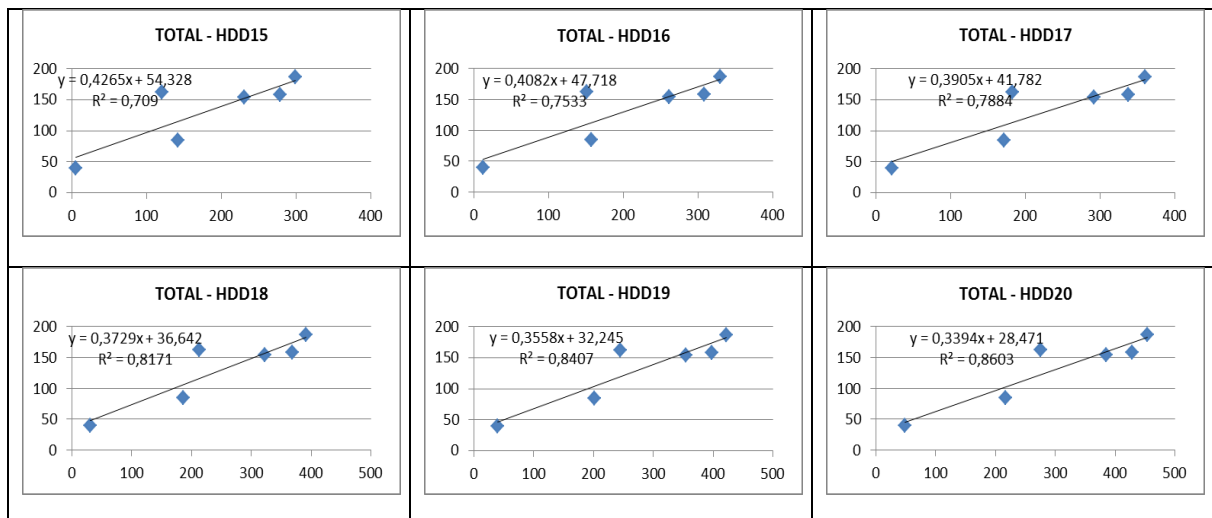 TOTAL - HDD15
y = 0,4265x + 54,328
R² = 0,709
200
150
100
50
0
0 100 200 300 400
TOTAL - HDD16
y = 0,4082x + 47,718
R² = 0,7533
200
150
100
50
0
0 100 200 300 400
TOTAL - HDD17
y = 0,3905x + 41,782
R² = 0,7884
200
150
100
50
0
0 100 200 300 400
TOTAL - HDD18
y = 0,3729x + 36,642
R² = 0,8171
200
150
100
50
0
0 100 200 300 400 500
TOTAL - HDD19
y = 0,3558x + 32,245
R² = 0,8407
200
150
100
50
0
0 100 200 300 400 500
TOTAL - HDD20
y = 0,3394x + 28,471
R² = 0,8603
200
150
100
50
0
0 100 200 300 400 500